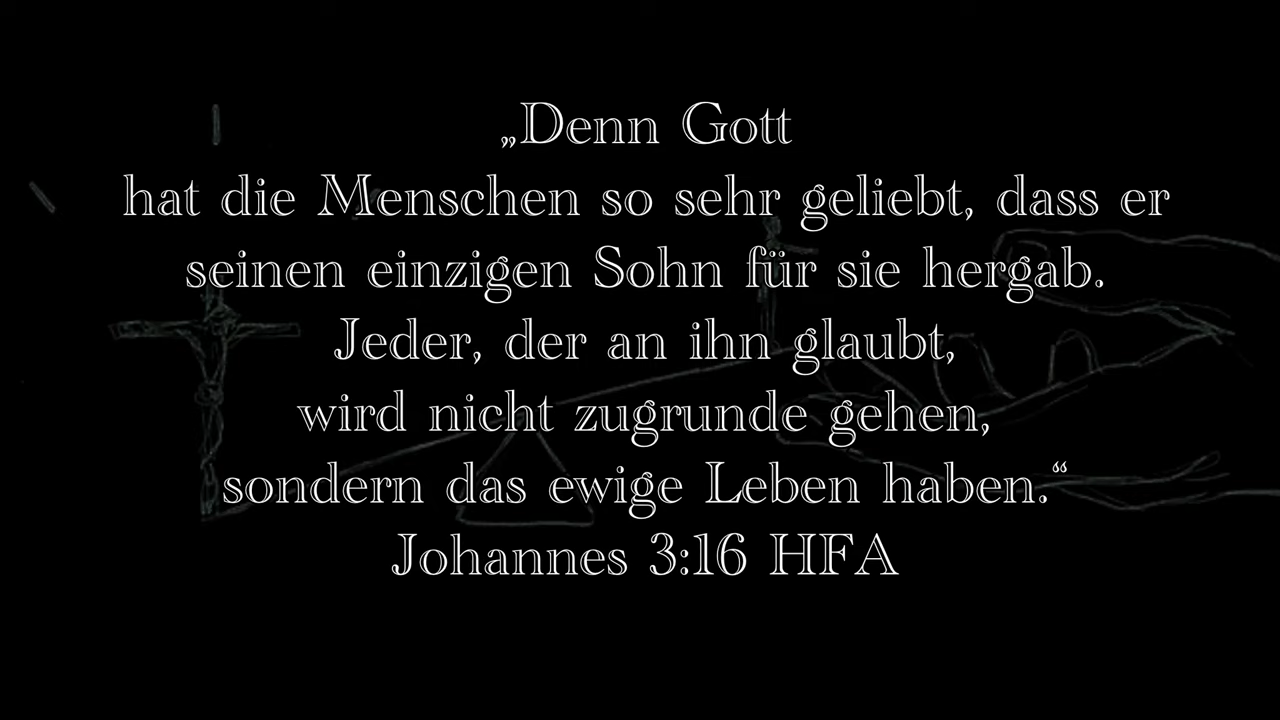 „Denn Gott
hat die Menschen so sehr geliebt, dass er
seinen einzigen Sohn für sie hergab.
Jeder, der an ihn glaubt,
wird nicht zugrunde gehen,
sondern das ewige Leben haben.“
Johannes 3:16 HFA